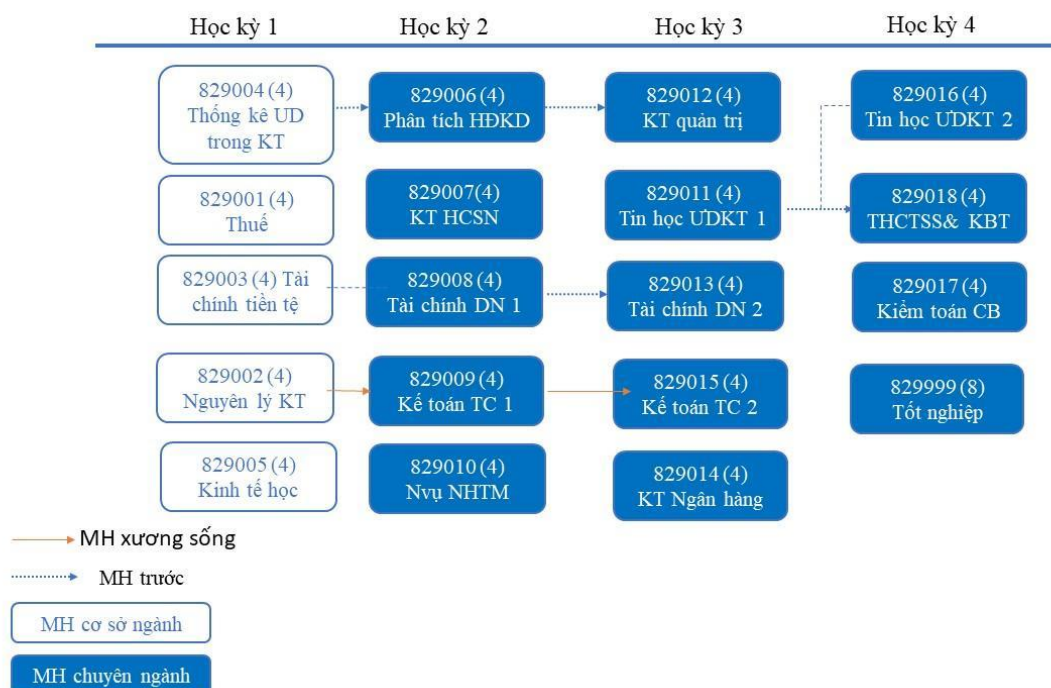 Học kỳ 1
Học kỳ 2
Học kỳ 3
Học kỳ 4
829004 (4)
Thống kê UD
trong KT
829006 (4)
Phân tích HĐKD
829012 (4)
KT quản trị
829016 (4)
Tin học ƯDKT 2
829001 (4)
Thuế
829007(4)
KT HCSN
829011 (4)
Tin học ƯDKT 1
829018 (4)
THCTSS& KBT
829003 (4) Tài
chính tiền tệ
829008 (4)
Tài chính DN 1
829013 (4)
Tài chính DN 2
829017 (4)
Kiểm toán CB
829002 (4)
Nguyên lý KT
829009 (4)
Kế toán TC 1
829015 (4)
Kế toán TC 2
829999 (8)
Tốt nghiệp
829005 (4)
Kinh tế học
829010 (4)
Nvụ NHTM
829014 (4)
KT Ngân hàng
MH xương sống
MH trước
MH cơ sở ngành
MH chuyên ngành